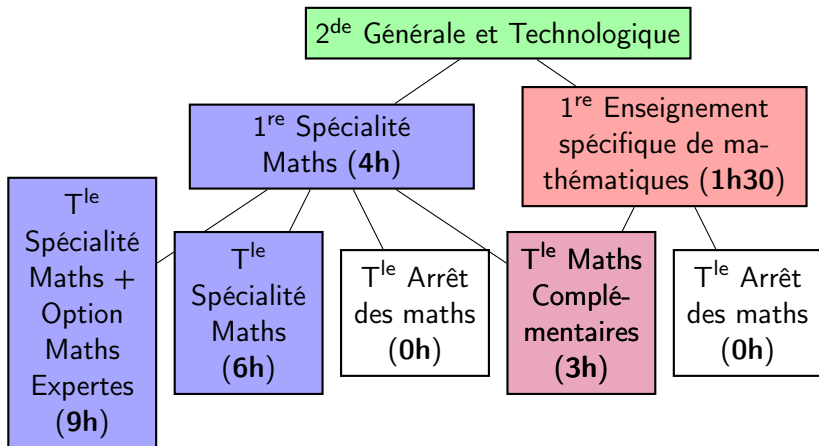 2de Générale et Technologique
1re Spécialité
Maths (4h)
1re Enseignement
spécifique de ma-
thématiques (1h30)
Tle
Spécialité
Maths +
Option
Maths
Expertes
(9h)
Tle
Spécialité
Maths
(6h)
Tle Arrêt
des maths
(0h)
Tle Maths
Complé-
mentaires
(3h)
Tle Arrêt
des maths
(0h)